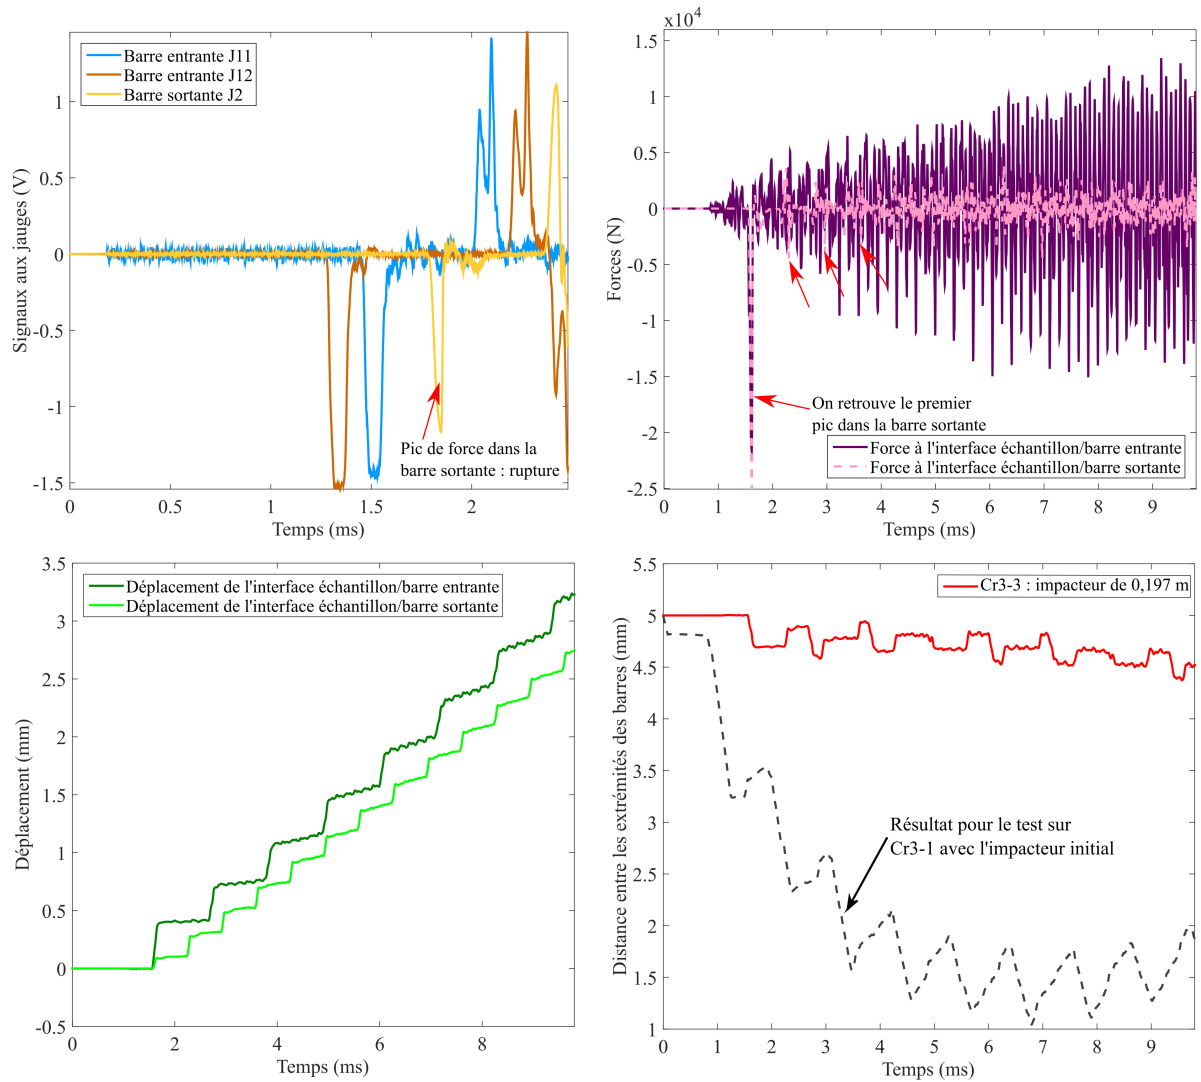 Barre entrante J11
Barre entrante J12
Barre sortante J2
1
0.5
0
-0.5
-1
-1.5
Signaux aux jauges (V)
Pic de force dans la
barre sortante : rupture
0 0.5 1 1.5 2
Temps (ms)
x10^4
1.5
1
0.5
0
-0.5
-1
-1.5
-2
-2.5
Forces (N)
On retrouve le premier
pic dans la barre sortante
Force à l'interface échantillon/barre entrante
Force à l'interface échantillon/barre sortante
0 1 2 3 4 5 6 7 8 9
Temps (ms)
3.5
3
2.5
2
1.5
1
0.5
0
-0.5
Déplacement (mm)
Déplacement de l'interface échantillon/barre entrante
Déplacement de l'interface échantillon/barre sortante
0 2 4 6 8
Temps (ms)
5.5
5
4.5
4
3.5
3
2.5
2
1.5
1
Distance entre les extrémités des barres (mm)
Cr3-3 : impacteur de 0,197 m
Résultat pour le test sur
Cr3-1 avec l'impacteur initial
0 1 2 3 4 5 6 7 8 9
Temps (ms)